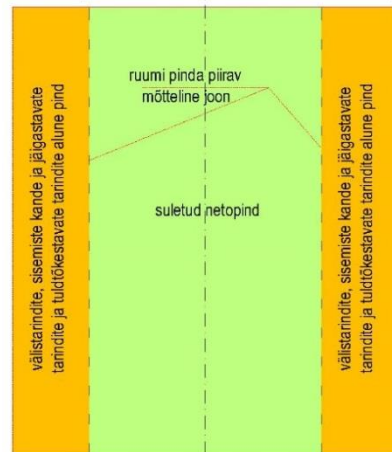 välistarindite, sisemiste kande ja jäigastavate
tarindite ja tuldtõkestavate tarindite alune pind
ruumi pinda piirav
mõtteline joon
suletud netopind
välistarindite, sisemiste kande ja jäigastavate
tarindite ja tuldtõkestavate tarindite alune pind